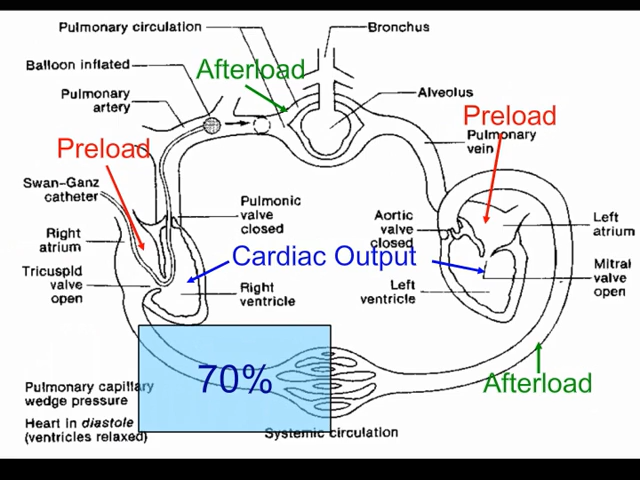 Pulmonary circulation
Bronchus
Balloon inflated
Afterload
Pulmonary
artery
Alveolus
Preload
Pulmonary
vein
Preload
Swan-Ganz
catheter
Pulmonic
valve
closed
Aortic
valve
closed
Left
atrium
Right
atrium
Cardiac Output
Tricuspid
valve
open
Mitral
valve
open
Right
ventricle
Left
ventricle
70%
Afterload
Pulmonary capillary
wedge pressure
Heart in diastole
(ventricles relaxed)
Systemic circulation